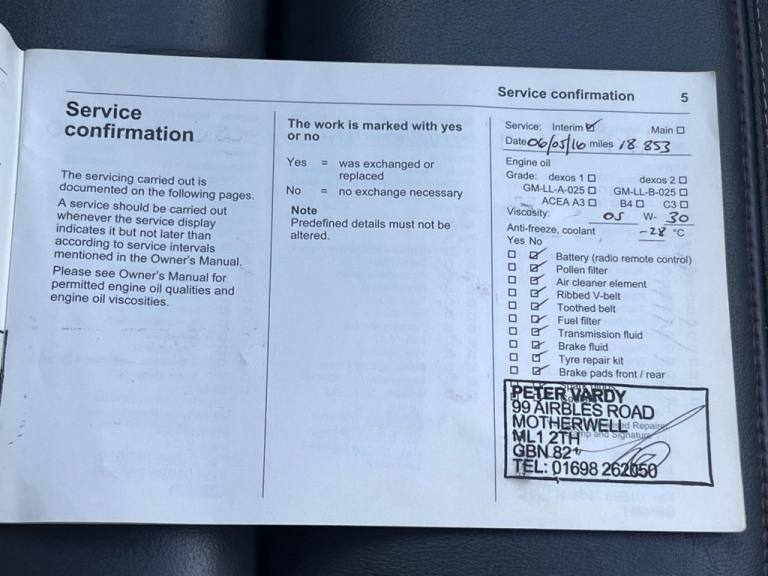 Service confirmation 5
Service
confirmation
The servicing carried out is
documented on the following pages.
A service should be carried out
whenever the service display
indicates it but not later than
according to service intervals
mentioned in the Owner's Manual.
Please see Owner's Manual for
permitted engine oil qualities and
engine oil viscosities.
The work is marked with yes
or no
Yes = was exchanged or
replaced
No = no exchange necessary
Note
Predefined details must not be
altered.
Service: Interim ☑ Main ☐
Date 06/05/16 miles 18 853
Engine oil
Grade: dexos 1 ☐ dexos 2 ☐
GM-LL-A-025 ☐ GM-LL-B-025 ☐
ACEA A3 ☐ B4 ☐ C3 ☐
Viscosity: 05 W- 30
Anti-freeze, coolant -28 °C
Yes No
☐ ☑ Battery (radio remote control)
☐ ☑ Pollen filter
☐ ☑ Air cleaner element
☐ ☑ Ribbed V-belt
☐ ☑ Toothed belt
☐ ☑ Fuel filter
☐ ☑ Transmission fluid
☐ ☑ Brake fluid
☐ ☑ Tyre repair kit
☐ ☑ Brake pads front / rear
PETER VARDY
99 AIRBLES ROAD
MOTHERWELL
Repairer
ML1 2TH
and Signature
GBN 821
TEL: 01698 262050